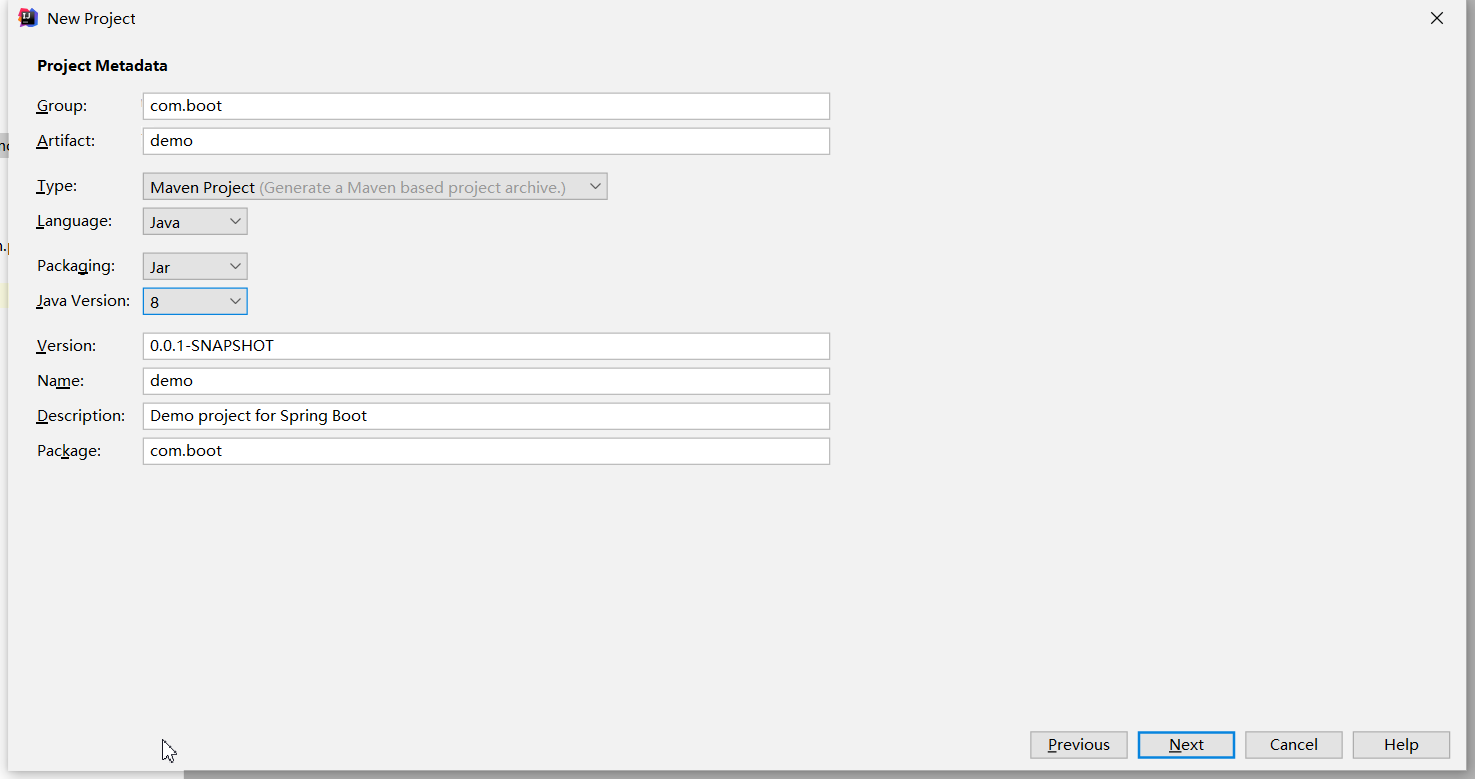 New Project
Project Metadata
Group: com.boot
Artifact: demo
Type: Maven Project (Generate a Maven based project archive.)
Language: Java
Packaging: Jar
Java Version: 8
Version: 0.0.1-SNAPSHOT
Name: demo
Description: Demo project for Spring Boot
Package: com.boot
Previous Next Cancel Help